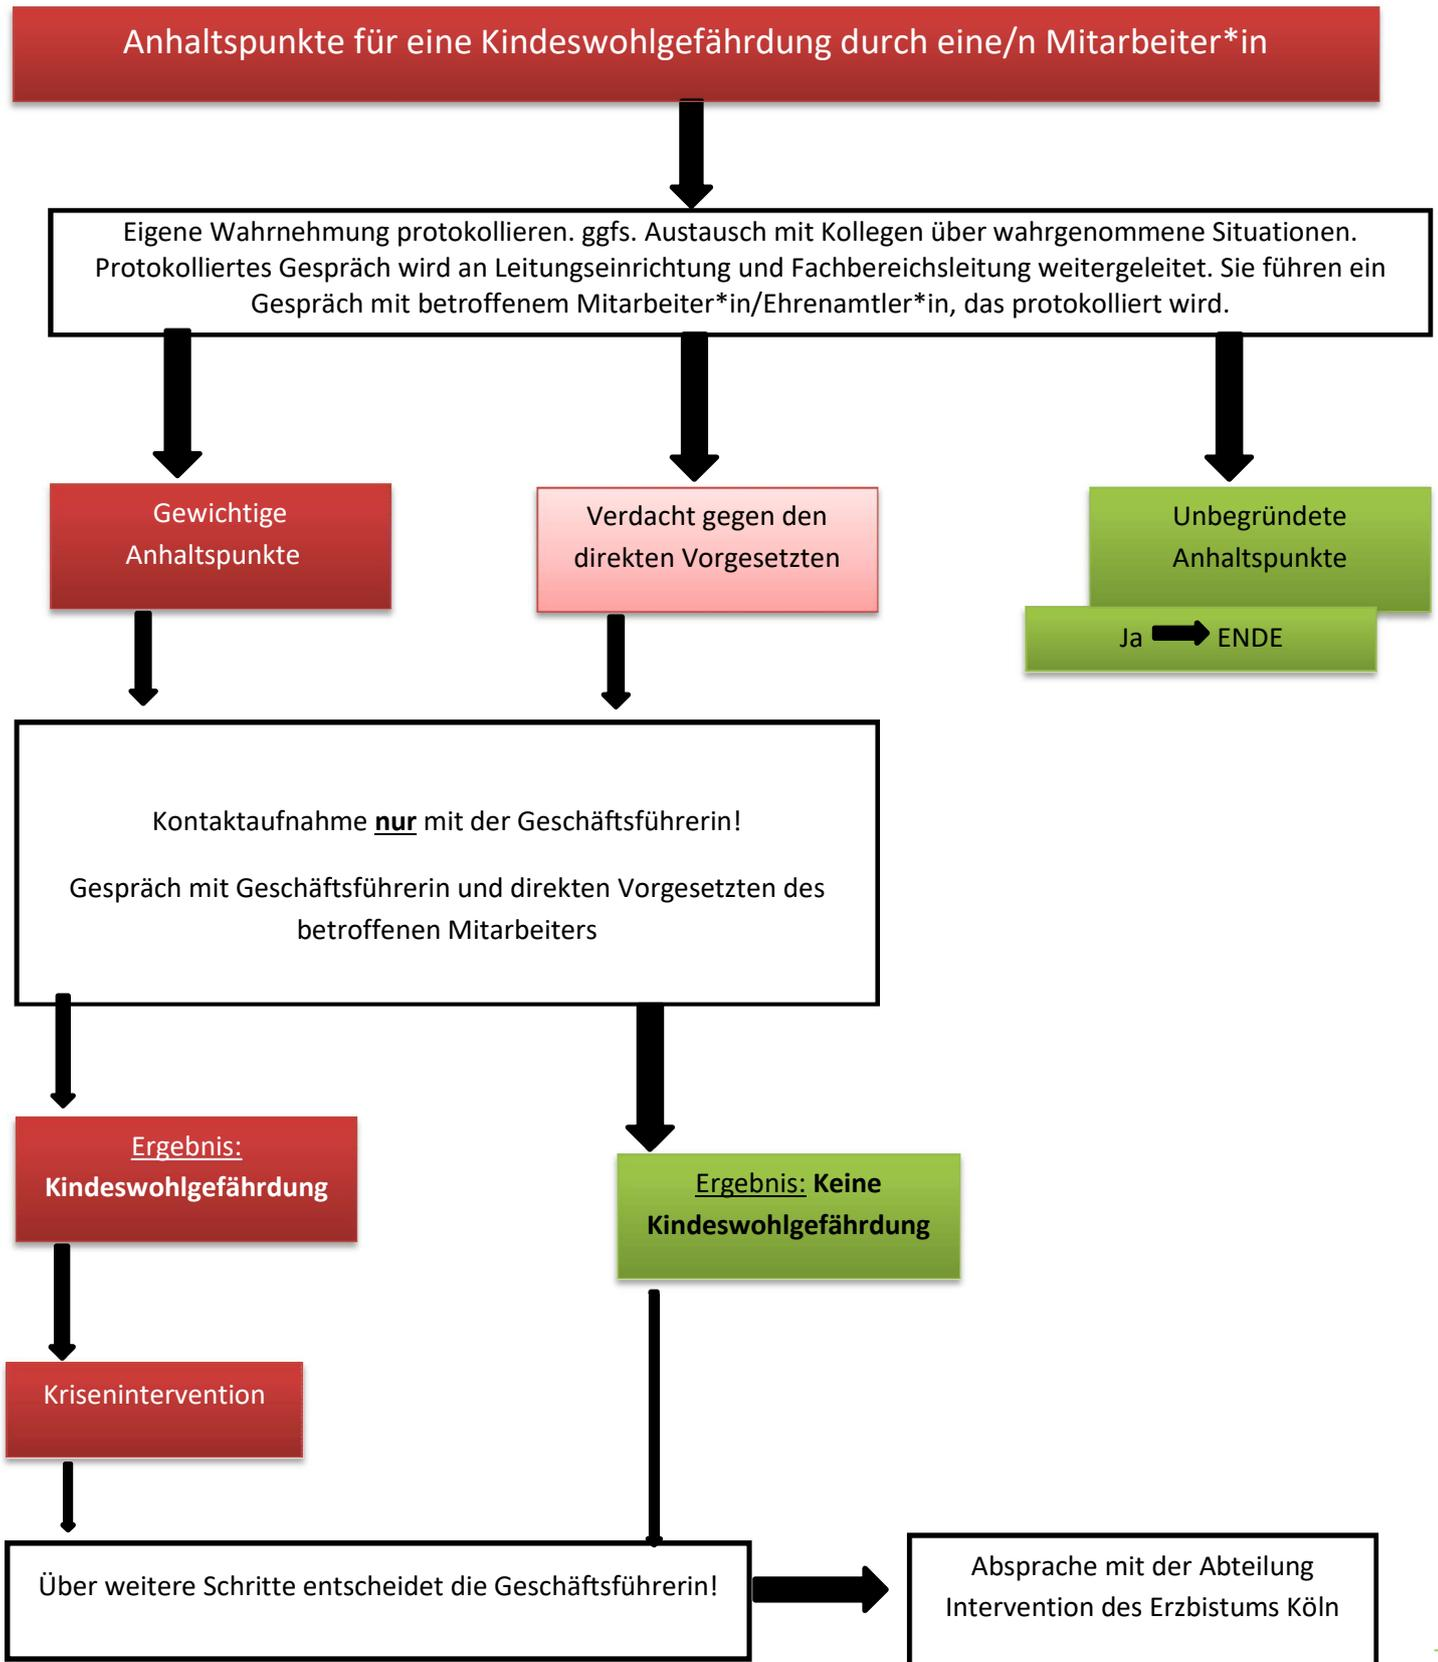 Anhaltspunkte für eine Kindeswohlgefährdung durch eine/n Mitarbeiter*in
Eigene Wahrnehmung protokollieren. ggfs. Austausch mit Kollegen über wahrgenommene Situationen.
Protokolliertes Gespräch wird an Leitungseinrichtung und Fachbereichsleitung weitergeleitet. Sie führen ein
Gespräch mit betroffenem Mitarbeiter*in/Ehrenamtler*in, das protokolliert wird.
Gewichtige
Anhaltspunkte
Verdacht gegen den
direkten Vorgesetzten
Unbegründete
Anhaltspunkte
Ja ENDE
Kontaktaufnahme nur mit der Geschäftsführerin!
Gespräch mit Geschäftsführerin und direkten Vorgesetzten des
betroffenen Mitarbeiters
Ergebnis:
Kindeswohlgefährdung
Ergebnis: Keine
Kindeswohlgefährdung
Krisenintervention
Über weitere Schritte entscheidet die Geschäftsführerin!
Absprache mit der Abteilung
Intervention des Erzbistums Köln